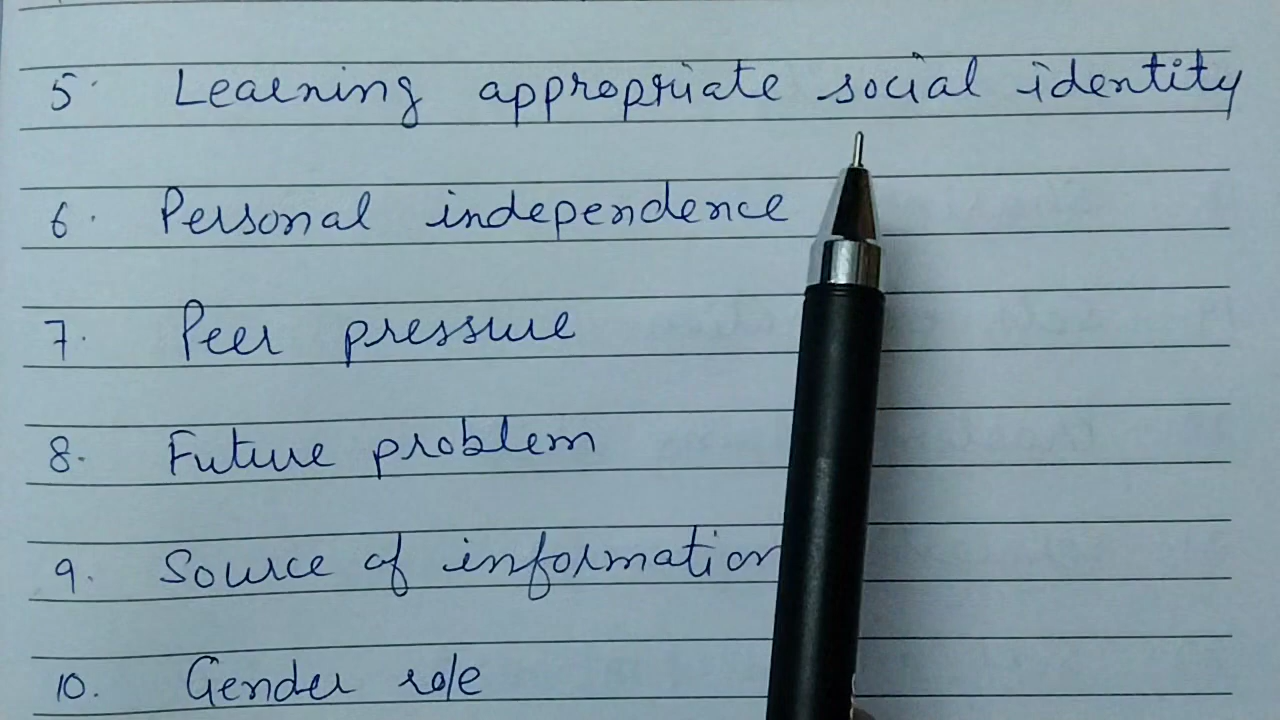 5. Learning appropriate social identity
6. Personal independence
7. Peer pressure
8. Future problem
9. Source of information
10. Gender role